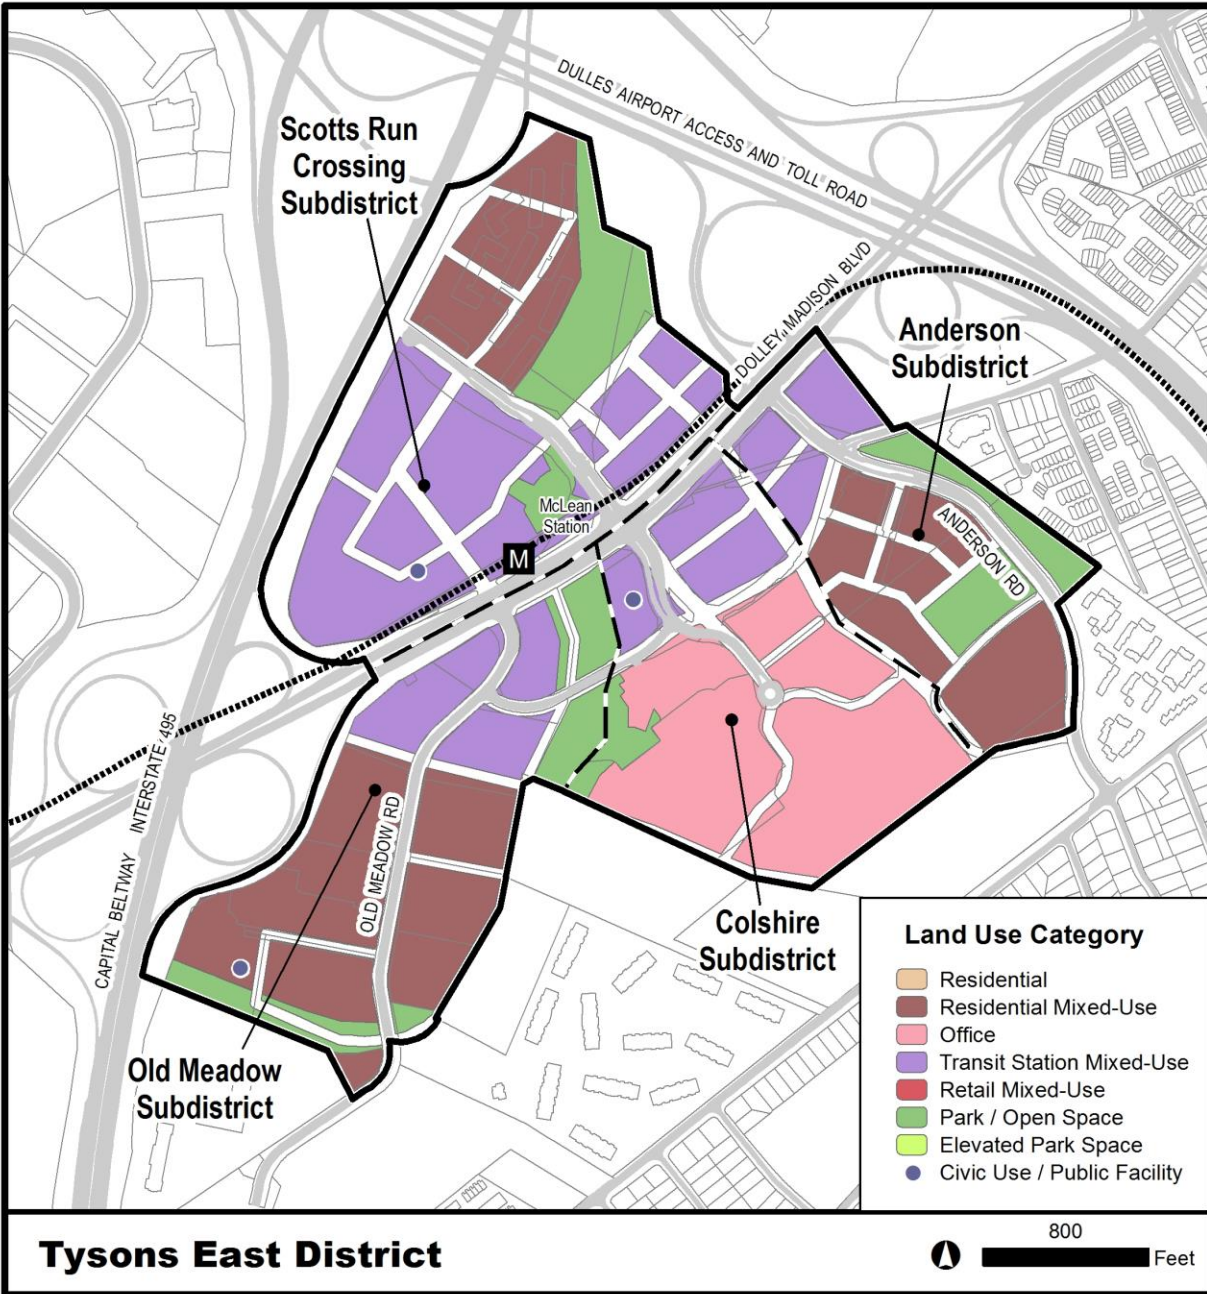 DULLES AIRPORT ACCESS AND TOLL ROAD
Scotts Run
Crossing
Subdistrict
DOLLEY MADISON BLVD
Anderson
Subdistrict
McLean
Station
M
ANDERSON RD
CAPITAL BELTWAY INTERSTATE 495
OLD MEADOW RD
Colshire
Subdistrict
Old Meadow
Subdistrict
Land Use Category
Residential
Residential Mixed-Use
Office
Transit Station Mixed-Use
Retail Mixed-Use
Park / Open Space
Elevated Park Space
Civic Use / Public Facility
Tysons East District
800
Feet